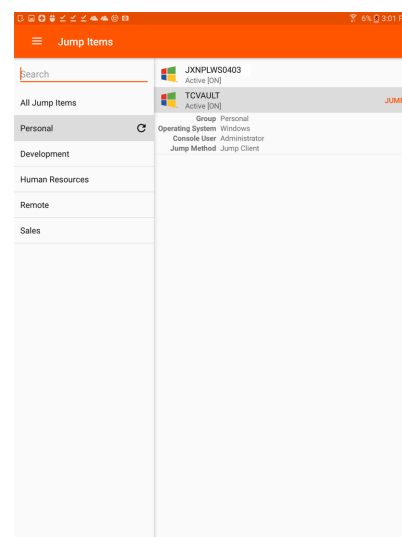 6% 3:01 P
Jump Items
Search
All Jump Items
Personal
Development
Human Resources
Remote
Sales
JXNPLWS0403
Active [ON]
TCVAULT
Active [ON]
JUMP
Group Personal
Operating System Windows
Console User Administrator
Jump Method Jump Client